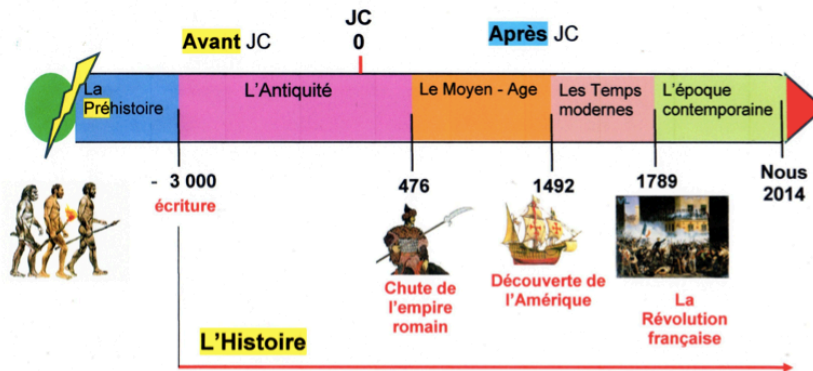 JC
Avant JC
0
Après JC
La
Préhistoire
L'Antiquité
Le Moyen - Age
Les Temps
modernes
L'époque
contemporaine
- 3 000
écriture
476
1492
1789
Nous
2014
Chute de
l'empire
romain
Découverte de
l'Amérique
La
Révolution
française
L'Histoire